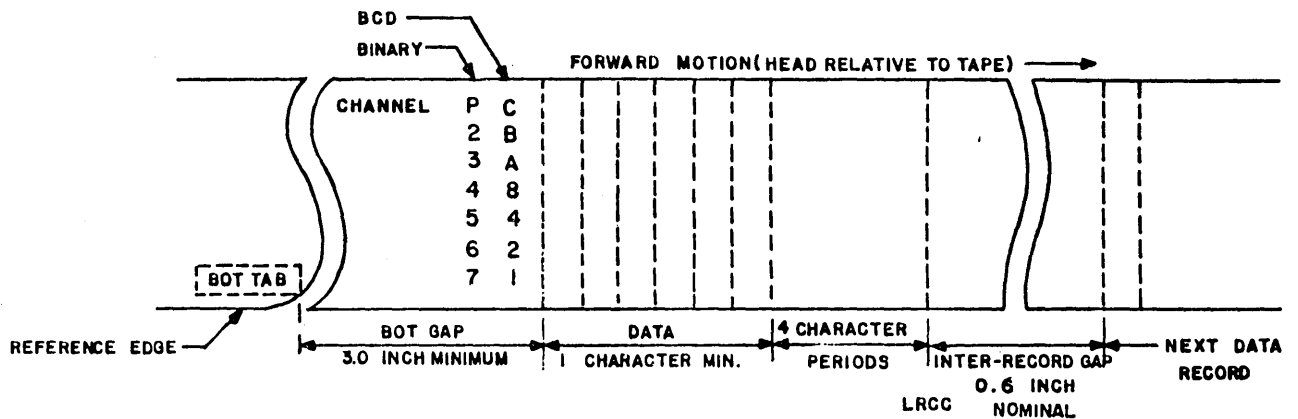 BCD
BINARY
FORWARD MOTION(HEAD RELATIVE TO TAPE)
CHANNEL P C
2 B
3 A
4 8
5 4
6 2
7 1
BOT TAB
REFERENCE EDGE
BOT GAP
3.0 INCH MINIMUM
DATA
1 CHARACTER MIN.
4 CHARACTER
PERIODS
INTER-RECORD GAP
0.6 INCH
NOMINAL
LRCC
NEXT DATA
RECORD